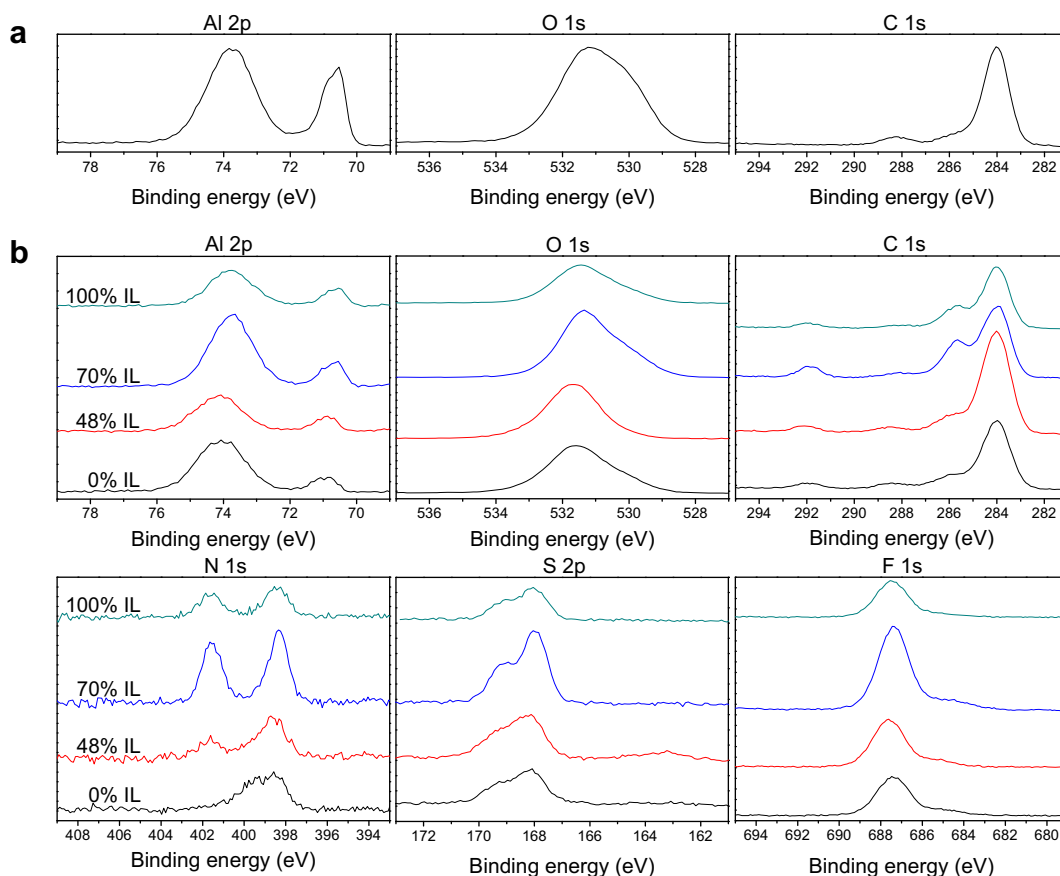 a
Al 2p
O 1s
C 1s
78 76 74 72 70
536 534 532 530 528
294 292 290 288 286 284 282
Binding energy (eV)
Binding energy (eV)
Binding energy (eV)
b
Al 2p
O 1s
C 1s
100% IL
70% IL
48% IL
0% IL
78 76 74 72 70
536 534 532 530 528
294 292 290 288 286 284 282
Binding energy (eV)
Binding energy (eV)
Binding energy (eV)
N 1s
S 2p
F 1s
100% IL
70% IL
48% IL
0% IL
408 406 404 402 400 398 396 394
172 170 168 166 164 162
694 692 690 688 686 684 682 680
Binding energy (eV)
Binding energy (eV)
Binding energy (eV)